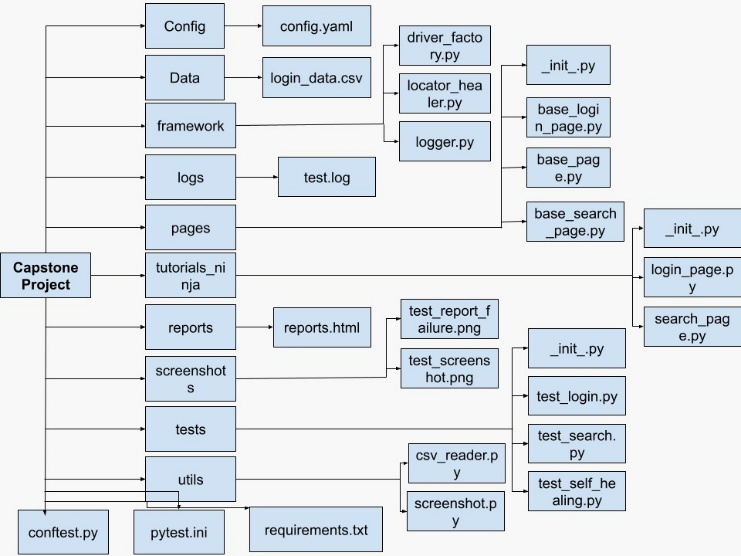 Config
config.yaml
driver_facto
ry.py
Data
login_data.csv
locator_hea
ler.py
framework
logger.py
_init_.py
base_logi
n_page.py
base_pag
e.py
base_search
_page.py
logs
test.log
pages
Capstone
Project
tutorials_ni
nja
_init_.py
login_page.p
y
search_pag
e.py
reports
reports.html
test_report_f
ailure.png
screenshot
s
test_screens
hot.png
_init_.py
test_login.py
test_search.
py
test_self_he
aling.py
tests
utils
csv_reader.p
y
screenshot.p
y
conftest.py
pytest.ini
requirements.txt